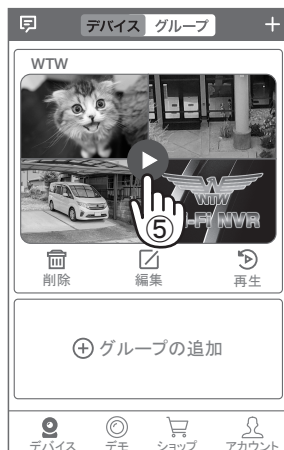 デバイス グループ
WTW
WTW
-Fi NVR
⑤
削除 編集 再生
グループの追加
デバイス デモ ショップ アカウント